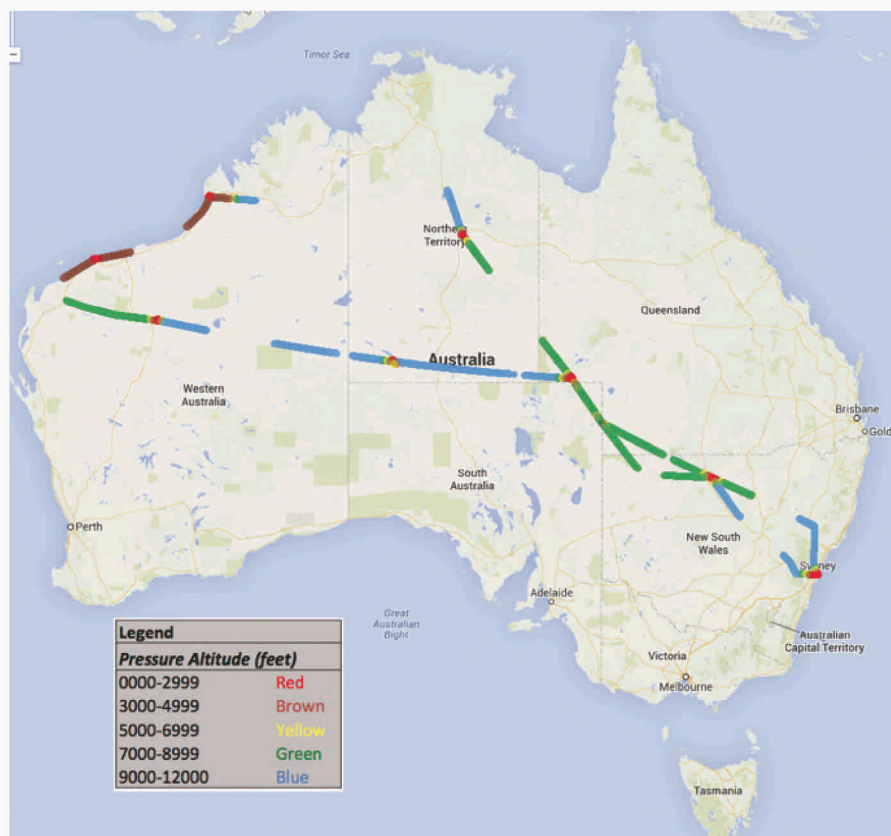 Timor Sea
Northern
Territory
Queensland
Australia
Western
Australia
Brisbane
Gold
South
Australia
Perth
New South
Wales
Sydney
Adelaide
Great
Australian
Bight
Australian
Capital Territory
Victoria
Melbourne
Tasmania
Legend
Pressure Altitude (feet)
0000-2999 Red
3000-4999 Brown
5000-6999 Yellow
7000-8999 Green
9000-12000 Blue